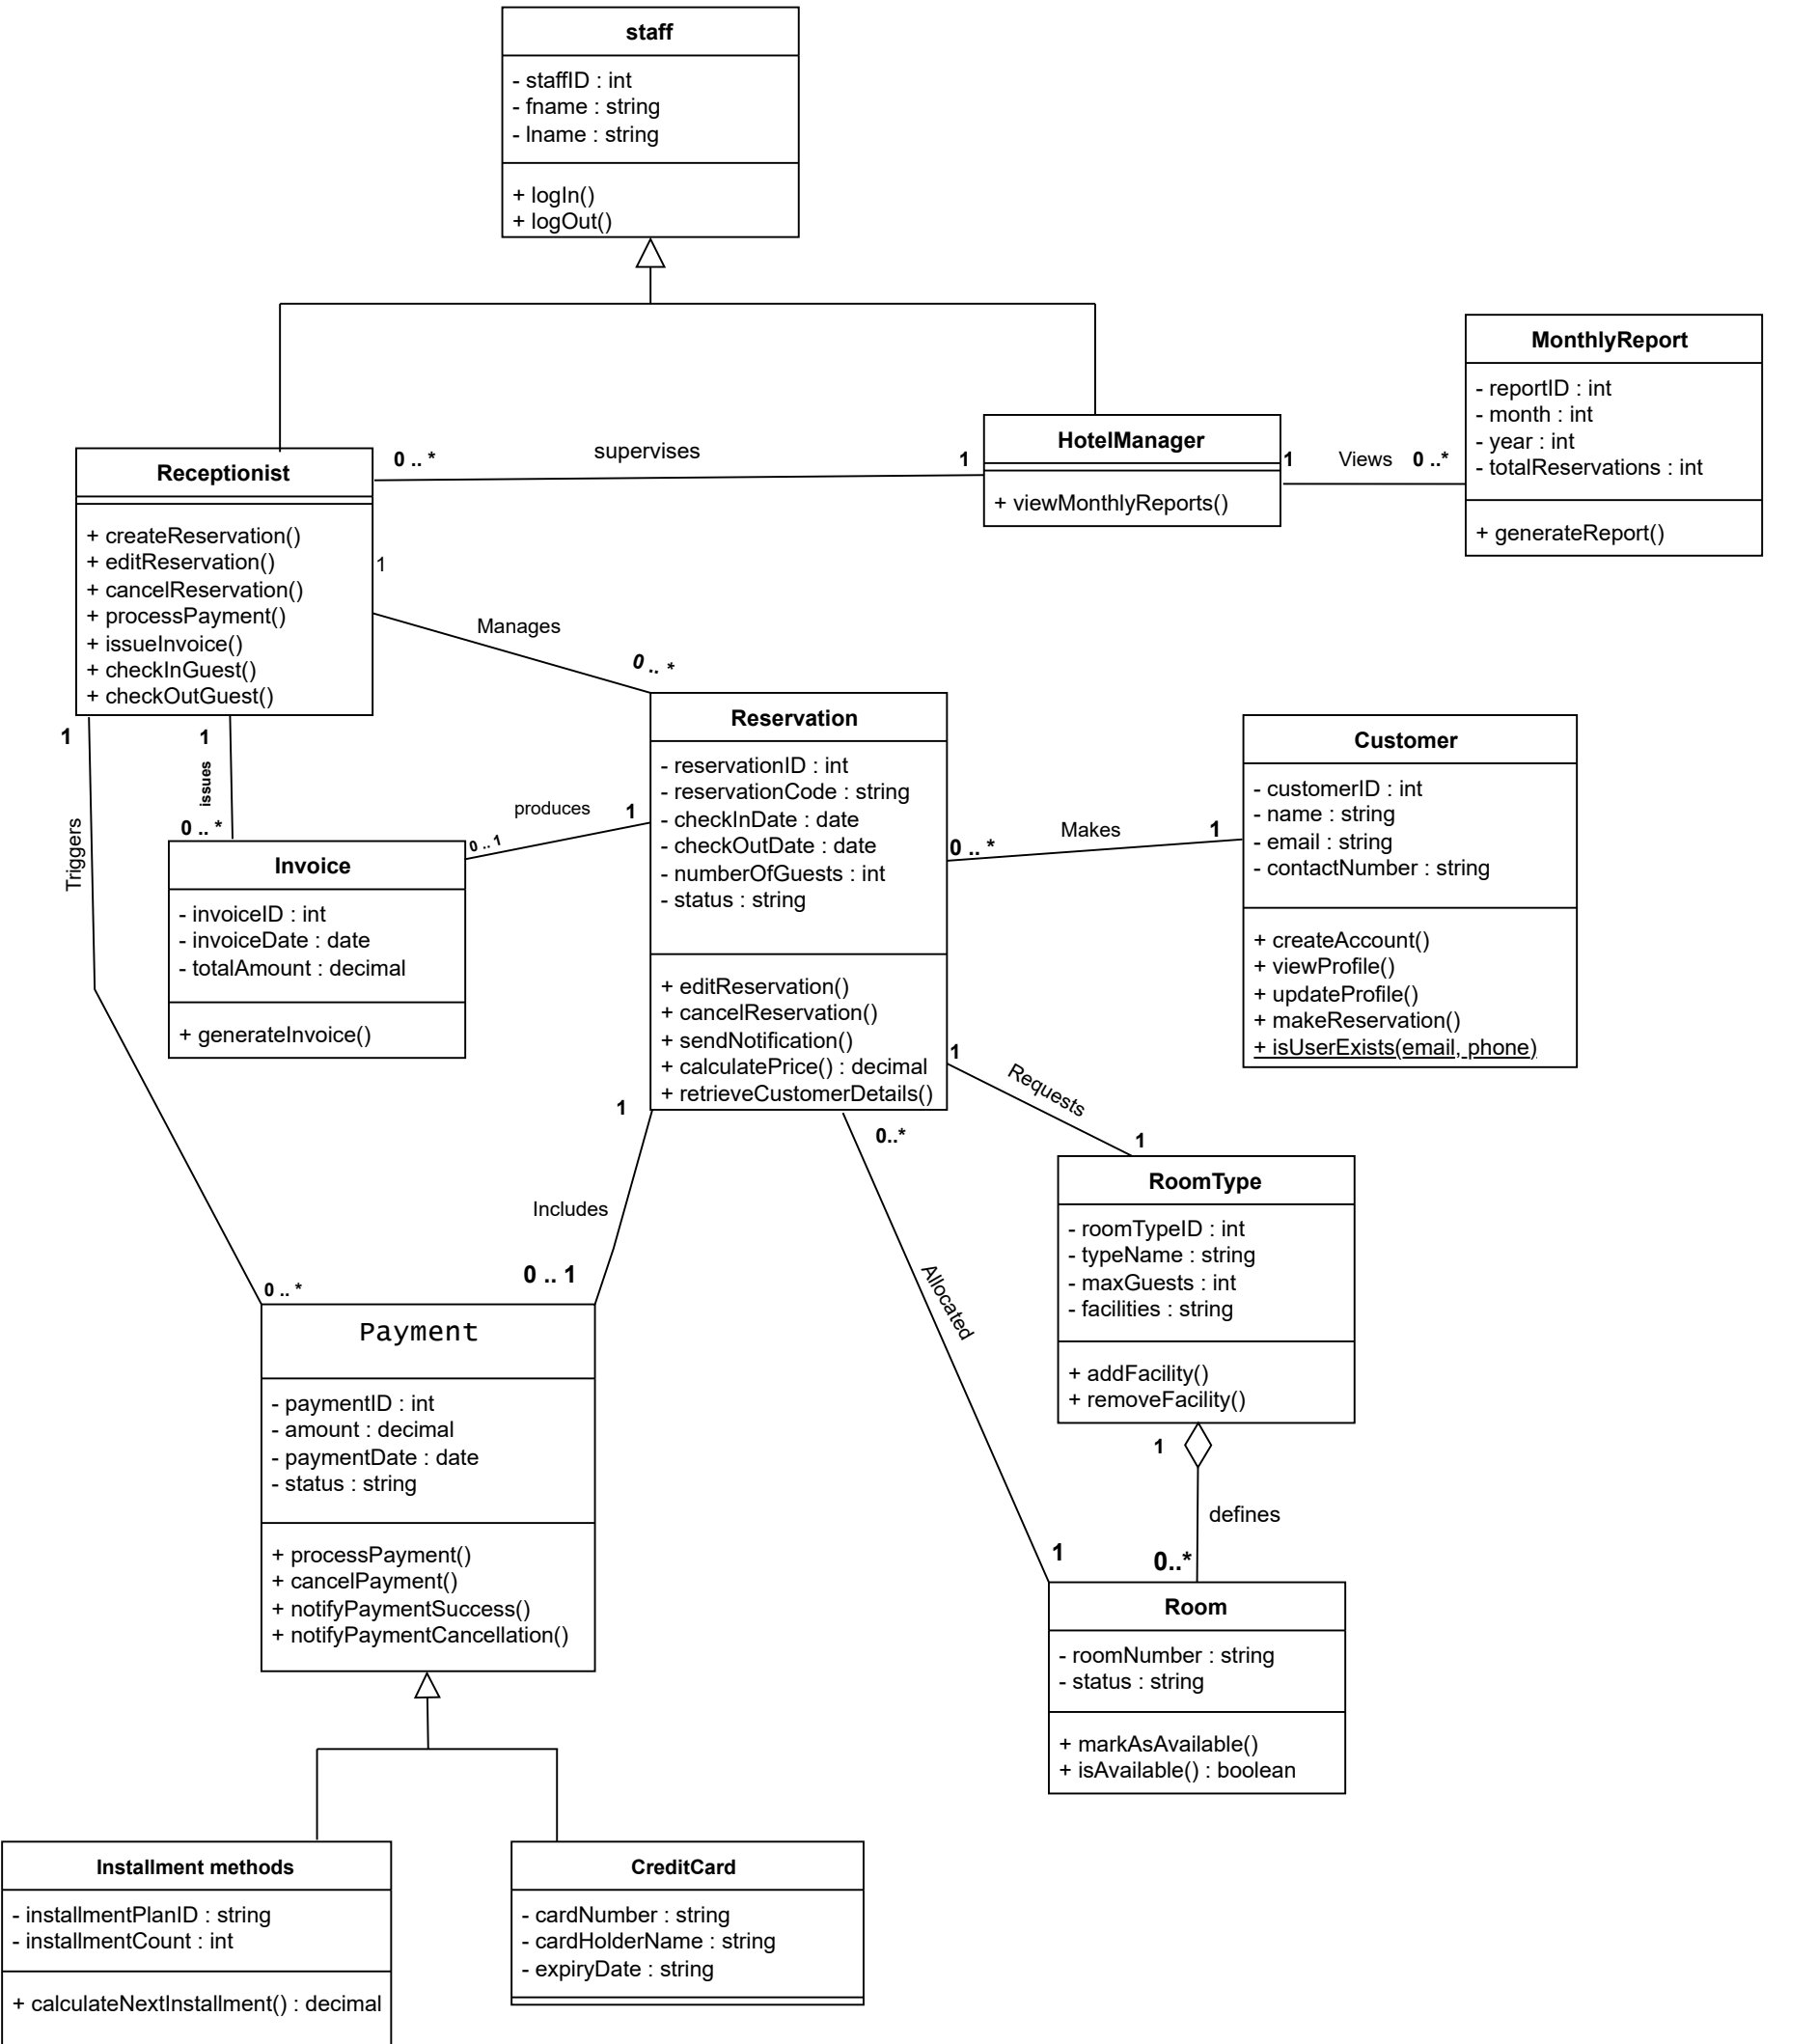 staff
- staffID : int
- fname : string
- lname : string
+ logIn()
+ logOut()
MonthlyReport
- reportID : int
- month : int
- year : int
- totalReservations : int
+ generateReport()
HotelManager
+ viewMonthlyReports()
1
Views
0 ..*
0 .. *
supervises
1
Receptionist
+ createReservation()
+ editReservation()
+ cancelReservation()
+ processPayment()
+ issueInvoice()
+ checkInGuest()
+ checkOutGuest()
1
Manages
0 .. *
1
Triggers
0 .. *
1
issues
0 .. *
Reservation
- reservationID : int
- reservationCode : string
- checkInDate : date
- checkOutDate : date
- numberOfGuests : int
- status : string
+ editReservation()
+ cancelReservation()
+ sendNotification()
+ calculatePrice() : decimal
+ retrieveCustomerDetails()
Customer
- customerID : int
- name : string
- email : string
- contactNumber : string
+ createAccount()
+ viewProfile()
+ updateProfile()
+ makeReservation()
+ isUserExists(email, phone)
0 .. *
Makes
1
produces
1
0 .. 1
Invoice
- invoiceID : int
- invoiceDate : date
- totalAmount : decimal
+ generateInvoice()
1
Requests
1
1
Includes
0 .. 1
0..*
Allocated
1
RoomType
- roomTypeID : int
- typeName : string
- maxGuests : int
- facilities : string
+ addFacility()
+ removeFacility()
1
defines
0..*
Payment
- paymentID : int
- amount : decimal
- paymentDate : date
- status : string
+ processPayment()
+ cancelPayment()
+ notifyPaymentSuccess()
+ notifyPaymentCancellation()
Room
- roomNumber : string
- status : string
+ markAsAvailable()
+ isAvailable() : boolean
Installment methods
- installmentPlanID : string
- installmentCount : int
+ calculateNextInstallment() : decimal
CreditCard
- cardNumber : string
- cardHolderName : string
- expiryDate : string